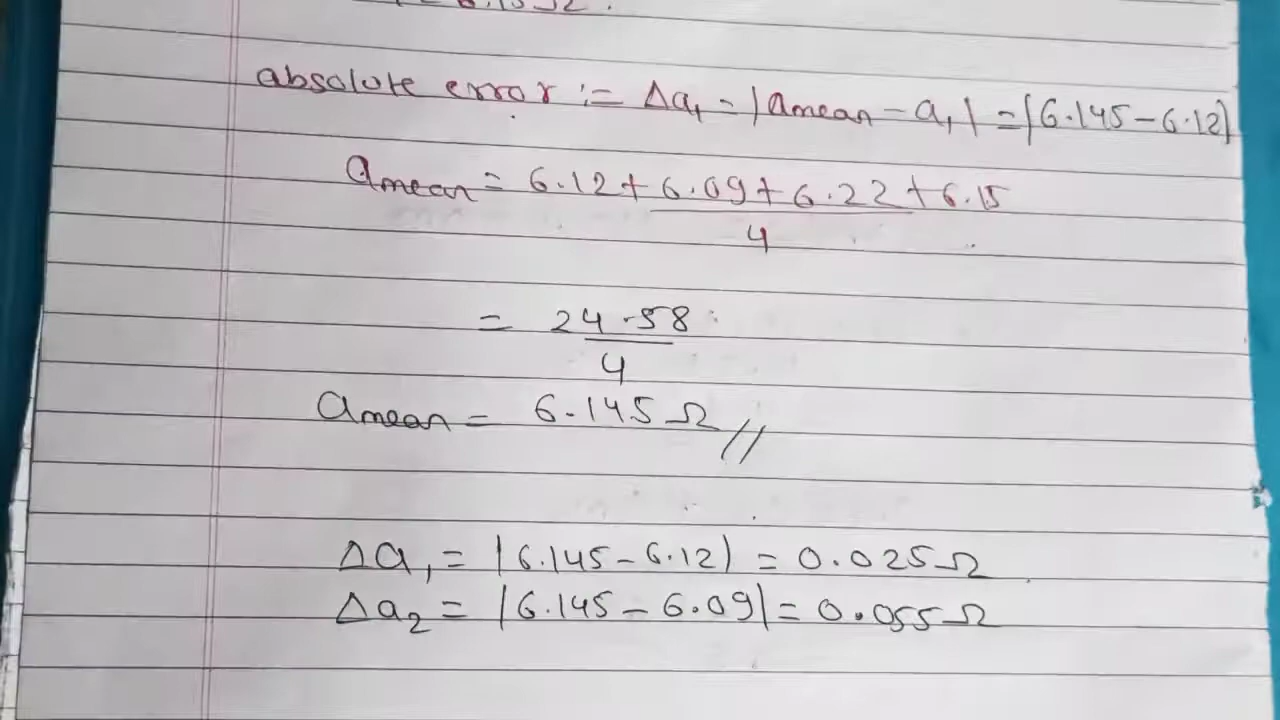 absolute error := Δa₁ = |amean - a₁| = |6.145 - 6.12|
amean = 6.12 + 6.09 + 6.22 + 6.15
4
= 24.58
4
amean = 6.145 Ω //
Δa₁ = |6.145 - 6.12| = 0.025 Ω
Δa₂ = |6.145 - 6.09| = 0.055 Ω